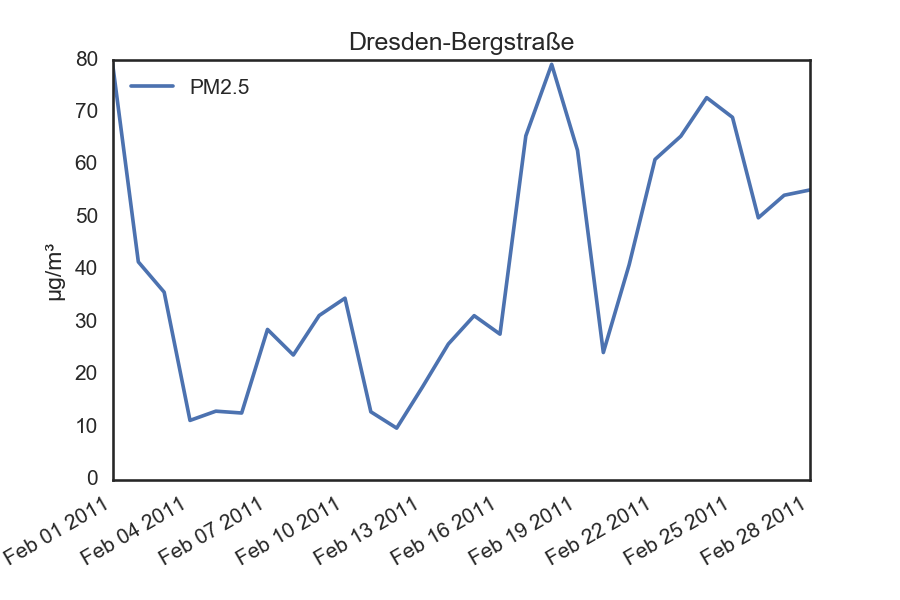 Dresden-Bergstraße
PM2.5
µg/m³
80
70
60
50
40
30
20
10
0
Feb 01 2011
Feb 04 2011
Feb 07 2011
Feb 10 2011
Feb 13 2011
Feb 16 2011
Feb 19 2011
Feb 22 2011
Feb 25 2011
Feb 28 2011